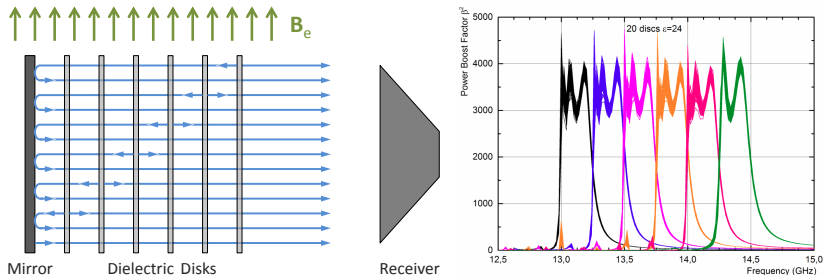 Bₑ
Mirror
Dielectric Disks
Receiver
Power Boost Factor β²
5000
4000
3000
2000
1000
0
20 discs ε=24
12,5
13,0
13,5
14,0
14,5
15,0
Frequency (GHz)